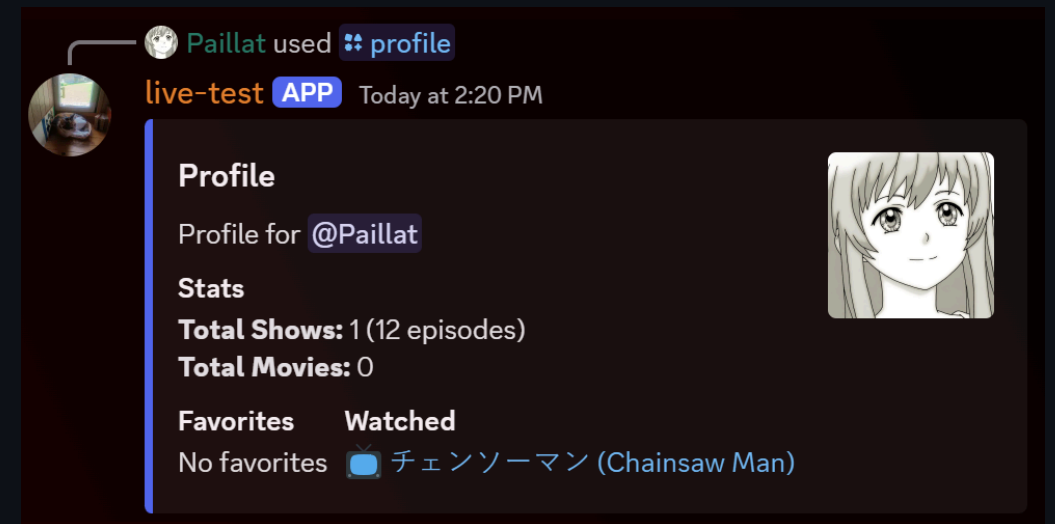 Paillat used profile
live-test APP Today at 2:20 PM
Profile
Profile for @Paillat
Stats
Total Shows: 1 (12 episodes)
Total Movies: 0
Favorites Watched
No favorites チェンソーマン (Chainsaw Man)